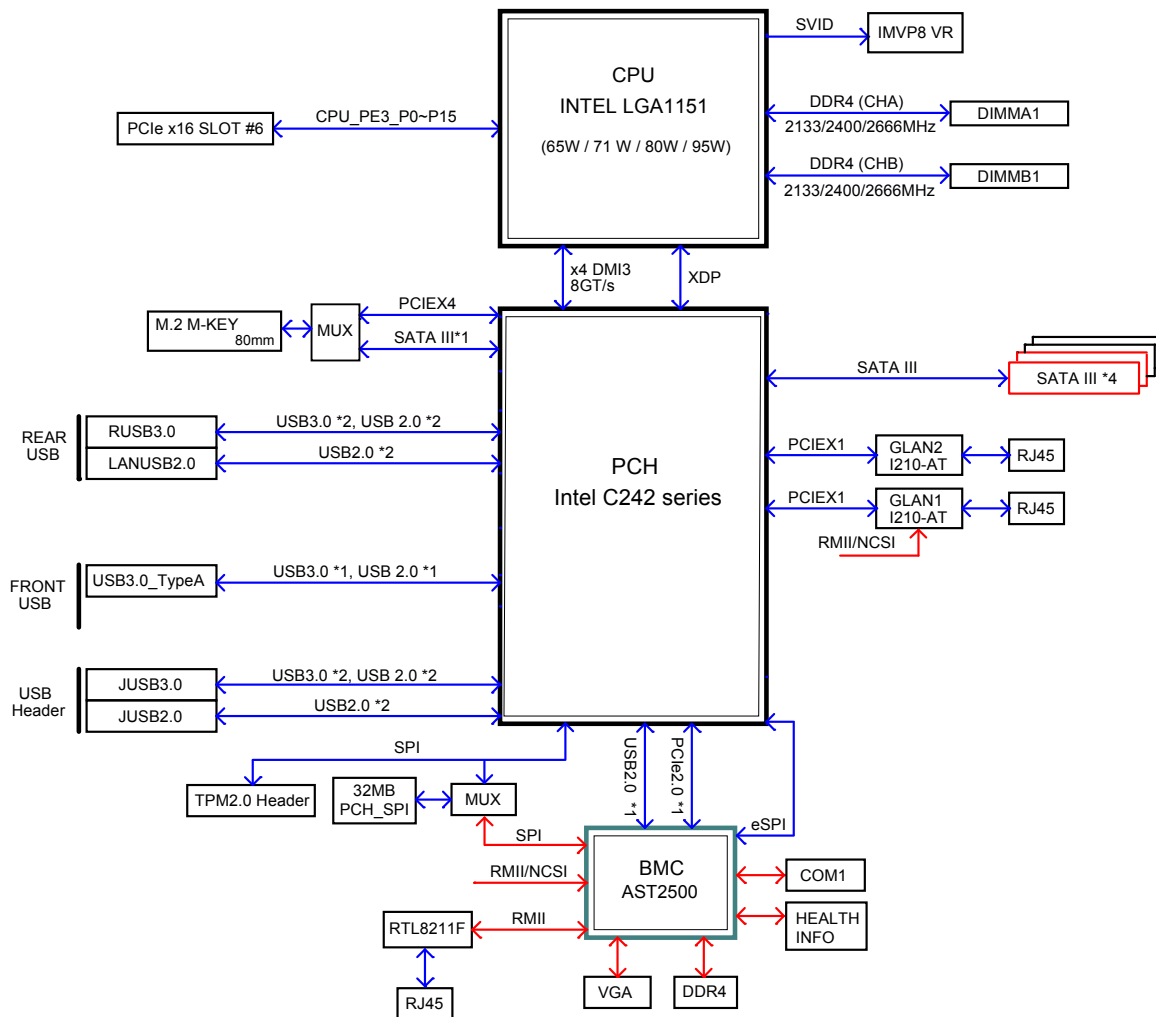 SVID
IMVP8 VR
CPU
INTEL LGA1151
(65W / 71 W / 80W / 95W)
PCIe x16 SLOT #6
CPU_PE3_P0~P15
DDR4 (CHA)
2133/2400/2666MHz
DIMMA1
DDR4 (CHB)
2133/2400/2666MHz
DIMMB1
x4 DMI3
8GT/s
XDP
M.2 M-KEY
80mm
MUX
PCIEX4
SATA III*1
SATA III
SATA III *4
REAR
USB
RUSB3.0
USB3.0 *2, USB 2.0 *2
LANUSB2.0
USB2.0 *2
PCH
Intel C242 series
PCIEX1
GLAN2
I210-AT
RJ45
PCIEX1
GLAN1
I210-AT
RJ45
RMII/NCSI
FRONT
USB
USB3.0_TypeA
USB3.0 *1, USB 2.0 *1
USB
Header
JUSB3.0
USB3.0 *2, USB 2.0 *2
JUSB2.0
USB2.0 *2
SPI
TPM2.0 Header
32MB
PCH_SPI
MUX
USB2.0 *1
PCIe2.0 *1
eSPI
SPI
BMC
AST2500
RMII/NCSI
COM1
HEALTH
INFO
RTL8211F
RMII
RJ45
VGA
DDR4